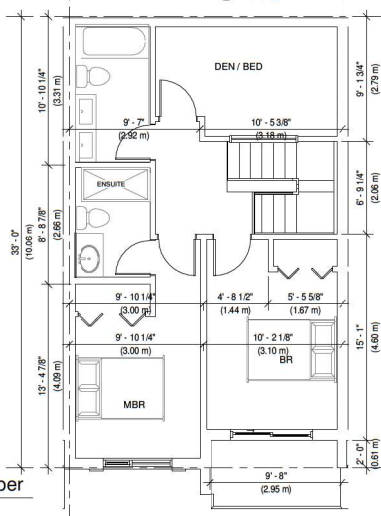 DEN / BED
9' - 7"
(2.92 m)
10' - 5 3/8"
(3.18 m)
ENSUITE
9' - 10 1/4"
(3.00 m)
4' - 8 1/2"
(1.44 m)
5' - 5 5/8"
(1.67 m)
9' - 10 1/4"
(3.00 m)
10' - 2 1/8"
(3.10 m)
BR
MBR
9' - 8"
(2.95 m)
33' - 0"
(10.06 m)
10' - 10 1/4"
(3.31 m)
8' - 8 7/8"
(2.66 m)
13' - 4 7/8"
(4.09 m)
9' - 1 3/4"
(2.79 m)
6' - 9 1/4"
(2.06 m)
15' - 1"
(4.60 m)
2' - 0"
(0.61 m)
ber